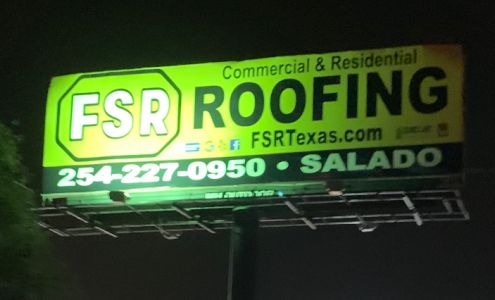 Commercial & Residential
FSR ROOFING
FSRTexas.com
254-227-0950 • SALADO